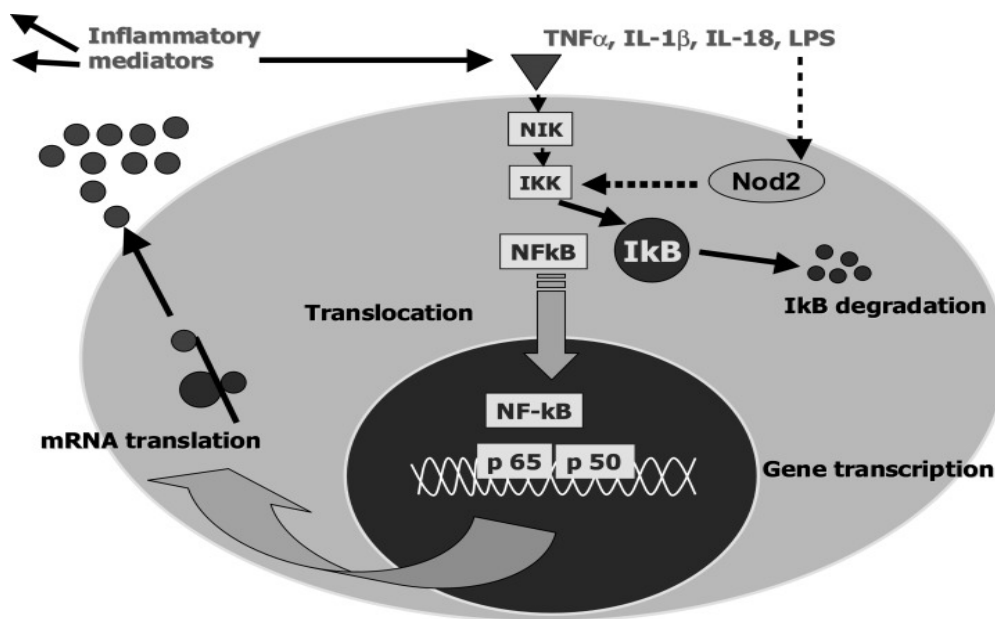 Inflammatory
mediators
TNFα, IL-1β, IL-18, LPS
NIK
IKK
Nod2
NFkB
IkB
Translocation
IkB degradation
NF-kB
mRNA translation
p 65
p 50
Gene transcription